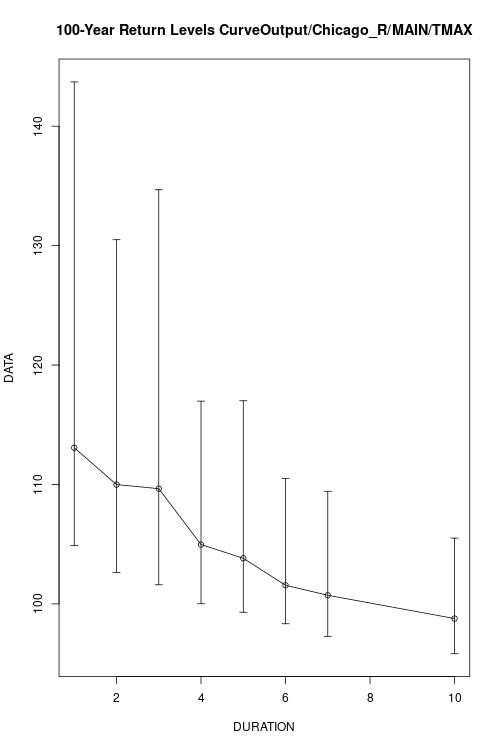 100-Year Return Levels CurveOutput/Chicago_R/MAIN/TMAX
140
130
120
110
100
DATA
2 4 6 8 10
DURATION